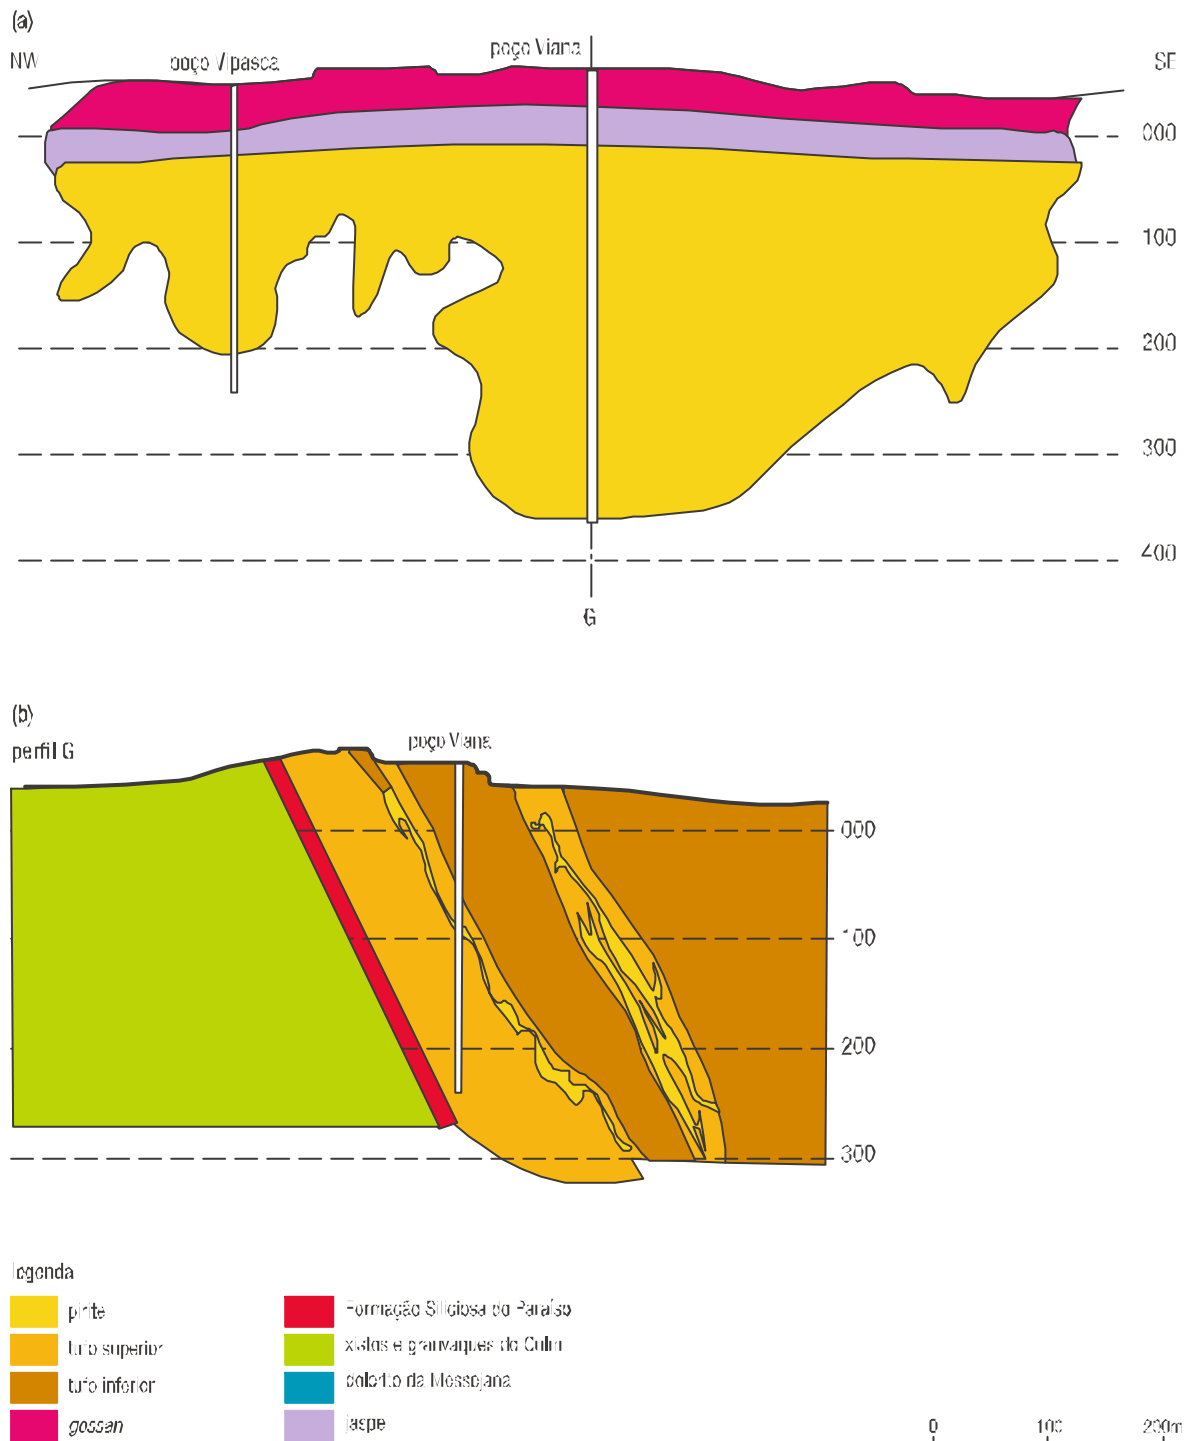 (a)
NW
poço Vipasca
poço Viana
SE
000
100
200
300
400
G
(b)
perfil G
poço Viana
000
100
200
300
legenda
pirite
tufo superior
tufo inferior
gossan
Formação Siliciosa do Paraíso
xistos e grauvaques do Culm
dolerito da Messejana
jaspe
0 100 200m